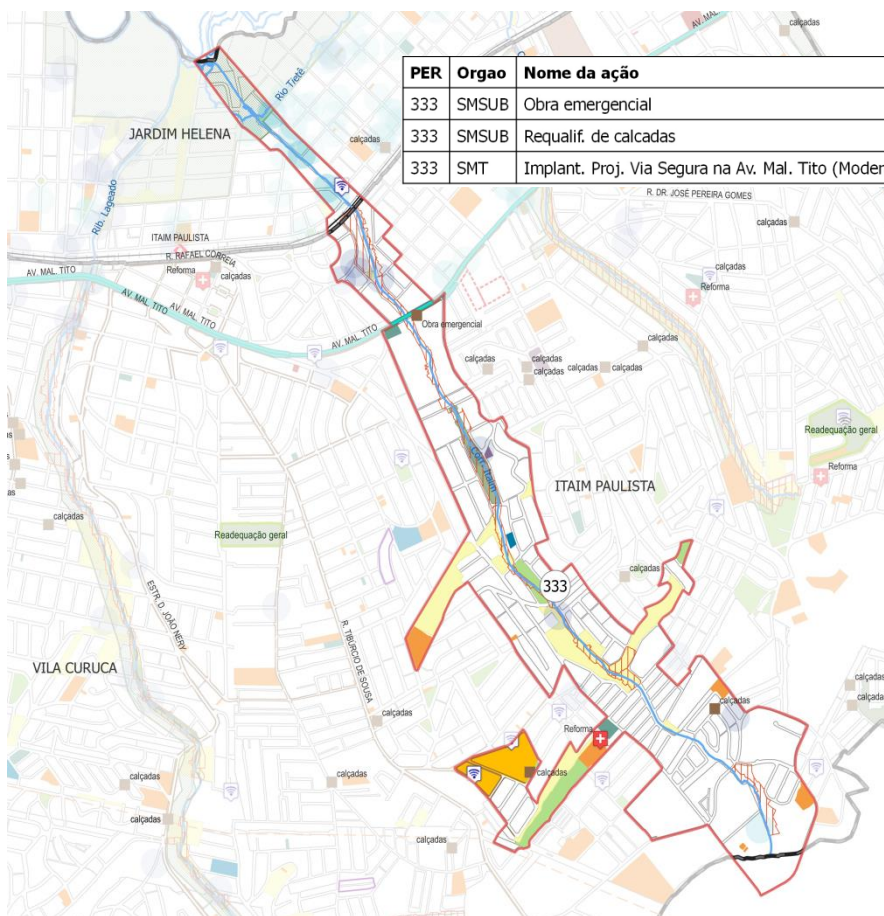 PER Orgao Nome da ação
333 SMSUB Obra emergencial
333 SMSUB Requalif. de calcadas
333 SMT Implant. Proj. Via Segura na Av. Mal. Tito (Moder
calçadas
Rio Tietê
JARDIM HELENA
calçadas
Rib. Lageado
R. DR. JOSÉ PEREIRA GOMES
calçadas
ITAIM PAULISTA
R. RAFAEL CORREIA
Reforma
calçadas
calçadas
AV. MAL. TITO
AV. MAL. TITO
AV. MAL. TITO
AV. MAL. TITO
Reforma
Obra emergencial
calçadas
calçadas
calçadas
calçadas
calçadas
calçadas
Readequação geral
calçadas
Corr. Itaim
Reforma
calçadas
ITAIM PAULISTA
calçadas
Readequação geral
333
calçadas
ESTR. D. JOÃO NERY
R. TIBÚRCIO DE SOUSA
VILA CURUCA
calçadas
calçadas
calçadas
calçadas
Reforma
calçadas
calçadas
calçadas